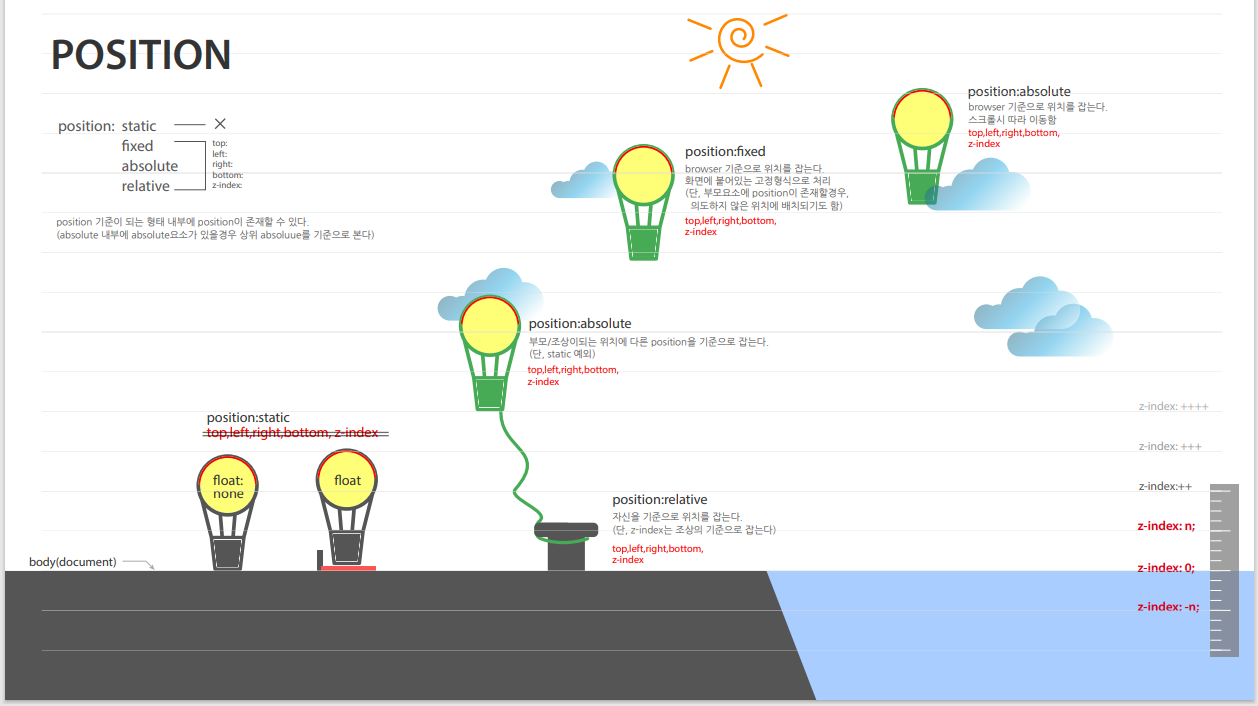 POSITION
position: static
fixed
absolute
relative
top:
left:
right:
bottom:
z-index:
position 기준이 되는 형태 내부에 position이 존재할 수 있다.
(absolute 내부에 absolute요소가 있을경우 상위 absoluue를 기준으로 본다)
position:absolute
browser 기준으로 위치를 잡는다.
스크롤시 따라 이동함
top,left,right,bottom,
z-index
position:fixed
browser 기준으로 위치를 잡는다.
화면에 붙어있는 고정형식으로 처리
(단, 부모요소에 position이 존재할경우,
의도하지 않은 위치에 배치되기도 함)
top,left,right,bottom,
z-index
position:absolute
부모/조상이되는 위치에 다른 position을 기준으로 잡는다.
(단, static 예외)
top,left,right,bottom,
z-index
position:static
top,left,right,bottom, z-index
float:
none
float
position:relative
자신을 기준으로 위치를 잡는다.
(단, z-index는 조상의 기준으로 잡는다)
top,left,right,bottom,
z-index
body(document)
z-index: ++++
z-index: +++
z-index:++
z-index: n;
z-index: 0;
z-index: -n;